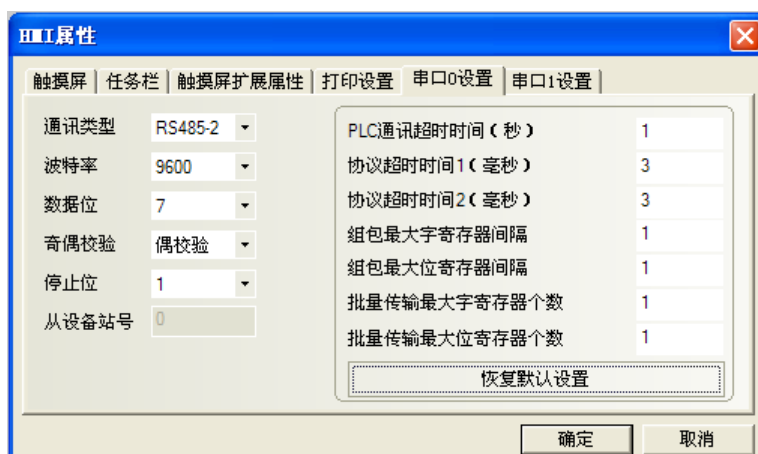 HMI属性
触摸屏 任务栏 触摸屏扩展属性 打印设置 串口0设置 串口1设置
通讯类型 RS485-2
波特率 9600
数据位 7
奇偶校验 偶校验
停止位 1
从设备站号 0
PLC通讯超时时间(秒) 1
协议超时时间1(毫秒) 3
协议超时时间2(毫秒) 3
组包最大字寄存器间隔 1
组包最大位寄存器间隔 1
批量传输最大字寄存器个数 1
批量传输最大位寄存器个数 1
恢复默认设置
确定 取消